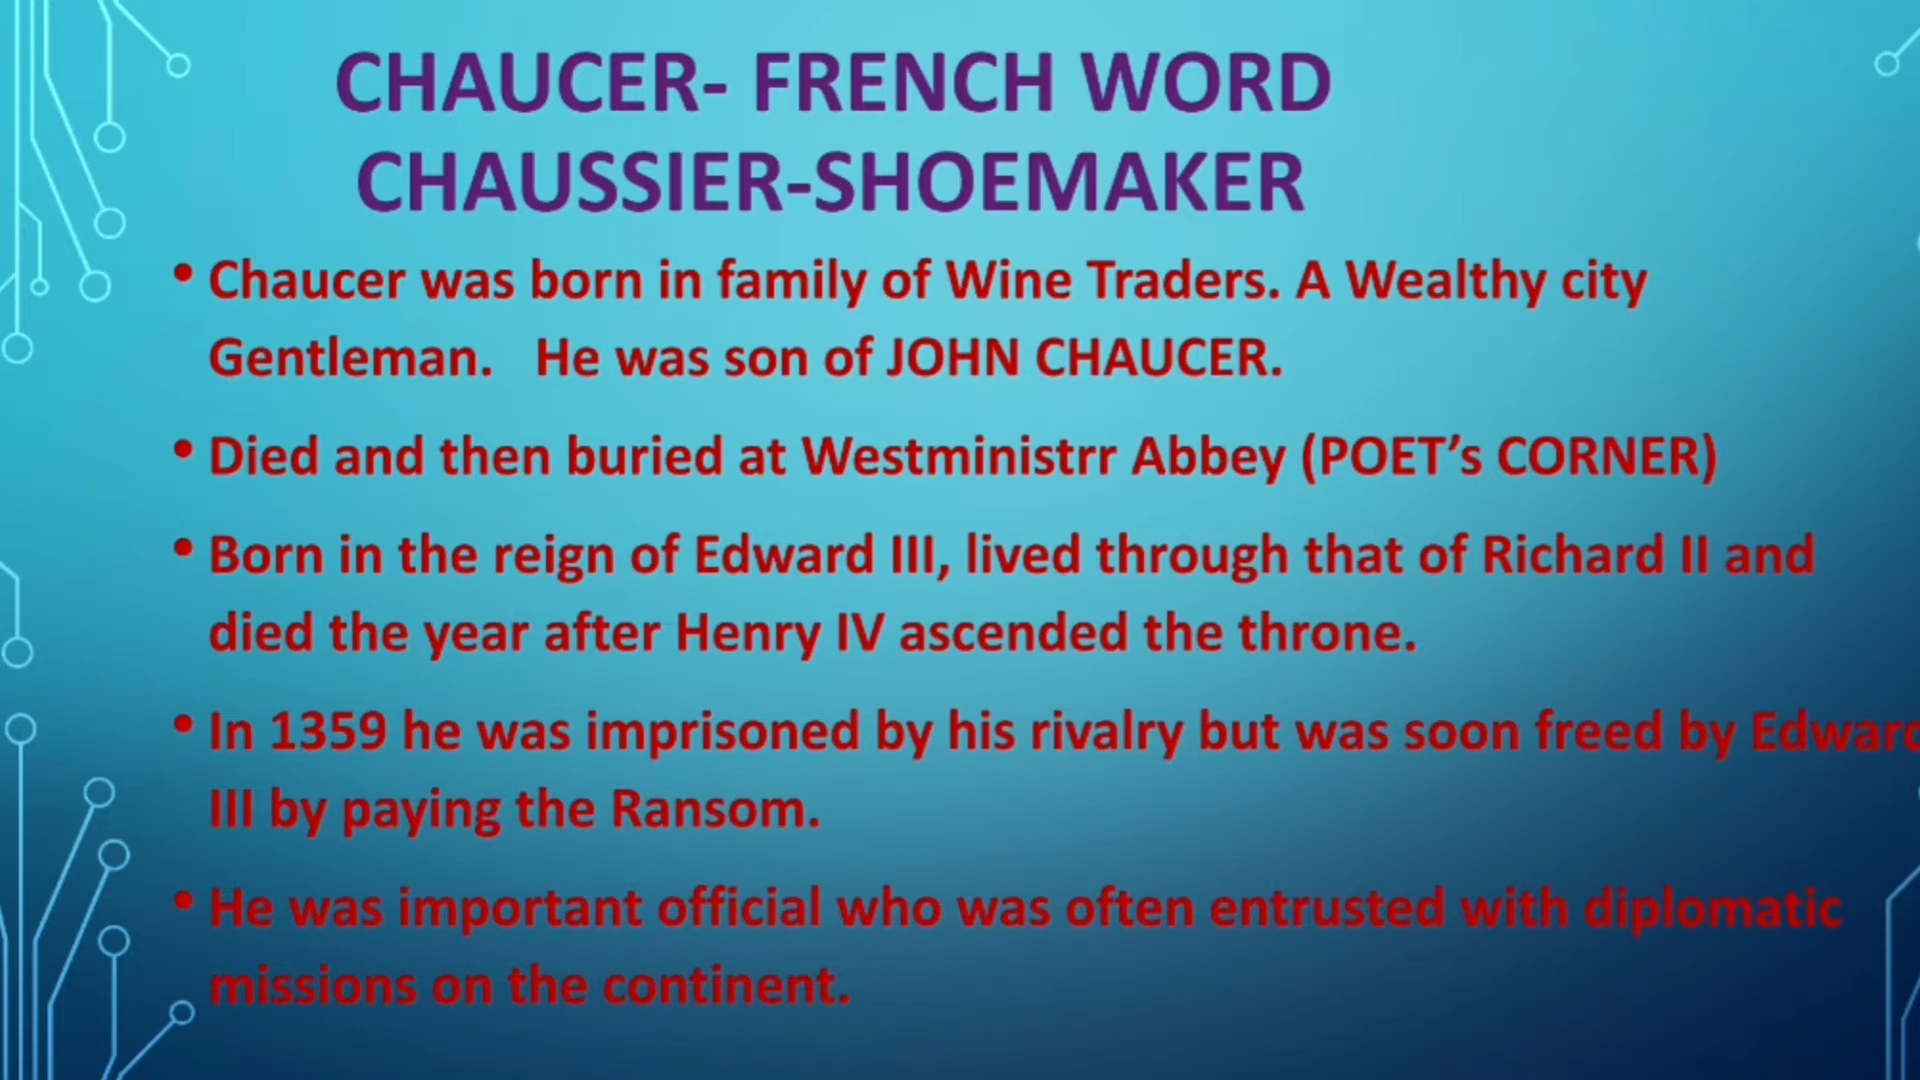 CHAUCER- FRENCH WORD
CHAUSSIER-SHOEMAKER
• Chaucer was born in family of Wine Traders. A Wealthy city
Gentleman. He was son of JOHN CHAUCER.
• Died and then buried at Westministrr Abbey (POET’s CORNER)
• Born in the reign of Edward III, lived through that of Richard II and
died the year after Henry IV ascended the throne.
• In 1359 he was imprisoned by his rivalry but was soon freed by Edward
III by paying the Ransom.
• He was important official who was often entrusted with diplomatic
missions on the continent.